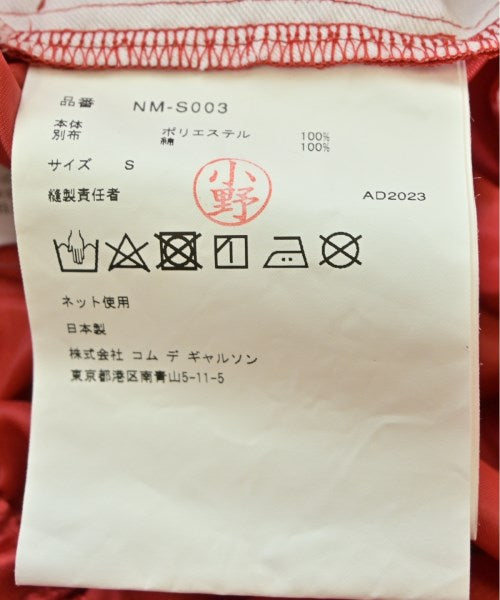 品番 NM-S003
本体 ポリエステル 100%
別布 綿 100%
サイズ S
縫製責任者 小野 AD2023
ネット使用
日本製
株式会社 コム デ ギャルソン
東京都港区南青山5-11-5